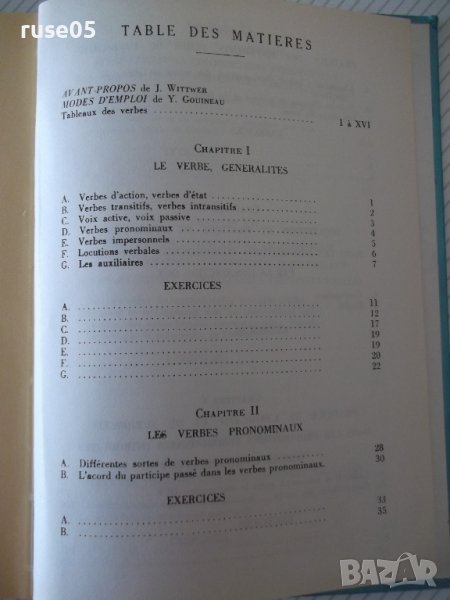 ruse05
TABLE DES MATIERES
AVANT-PROPOS de J. WITTWER
MODES D'EMPLOI de Y. GOUINEAU
Tableaux des verbes ........ I à XVI
CHAPITRE I
LE VERBE, GENERALITES
A. Verbes d'action, verbes d'état ........ 1
B. Verbes transitifs, verbes intransitifs ........ 2
C. Voix active, voix passive ........ 3
D. Verbes pronominaux ........ 4
E. Verbes impersonnels ........ 5
F. Locutions verbales ........ 6
G. Les auxiliaires ........ 7
EXERCICES
A. ........ 11
B. ........ 12
C. ........ 17
D. ........ 19
E. ........ 19
F. ........ 20
G. ........ 22
CHAPITRE II
LES VERBES PRONOMINAUX
A. Différentes sortes de verbes pronominaux ........ 28
B. L'accord du participe passé dans les verbes pronominaux. 30
EXERCICES
A. ........ 33
B. ........ 35
BAZAR
bg